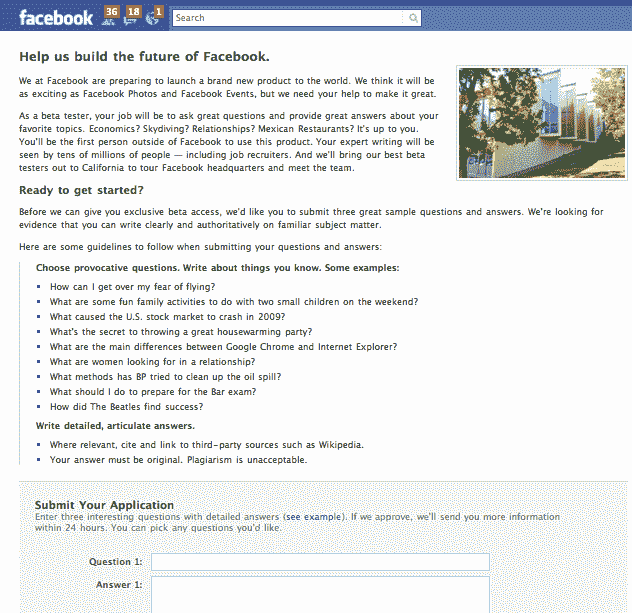 facebook 36 18 1 Search
Help us build the future of Facebook.
We at Facebook are preparing to launch a brand new product to the world. We think it will be
as exciting as Facebook Photos and Facebook Events, but we need your help to make it great.
As a beta tester, your job will be to ask great questions and provide great answers about your
favorite topics. Economics? Skydiving? Relationships? Mexican Restaurants? It's up to you.
You'll be the first person outside of Facebook to use this product. Your expert writing will be
seen by tens of millions of people — including job recruiters. And we'll bring our best beta
testers out to California to tour Facebook headquarters and meet the team.
Ready to get started?
Before we can give you exclusive beta access, we'd like you to submit three great sample questions and answers. We're looking for
evidence that you can write clearly and authoritatively on familiar subject matter.
Here are some guidelines to follow when submitting your questions and answers:
Choose provocative questions. Write about things you know. Some examples:
How can I get over my fear of flying?
What are some fun family activities to do with two small children on the weekend?
What caused the U.S. stock market to crash in 2009?
What's the secret to throwing a great housewarming party?
What are the main differences between Google Chrome and Internet Explorer?
What are women looking for in a relationship?
What methods has BP tried to clean up the oil spill?
What should I do to prepare for the Bar exam?
How did The Beatles find success?
Write detailed, articulate answers.
Where relevant, cite and link to third-party sources such as Wikipedia.
Your answer must be original. Plagiarism is unacceptable.
Submit Your Application
Enter three interesting questions with detailed answers (see example). If we approve, we'll send you more information
within 24 hours. You can pick any questions you'd like.
Question 1:
Answer 1: